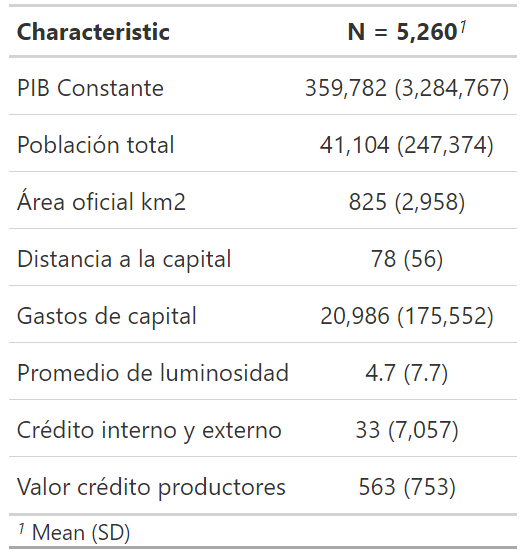 Characteristic N = 5,260¹
PIB Constante 359,782 (3,284,767)
Población total 41,104 (247,374)
Área oficial km2 825 (2,958)
Distancia a la capital 78 (56)
Gastos de capital 20,986 (175,552)
Promedio de luminosidad 4.7 (7.7)
Crédito interno y externo 33 (7,057)
Valor crédito productores 563 (753)
¹ Mean (SD)